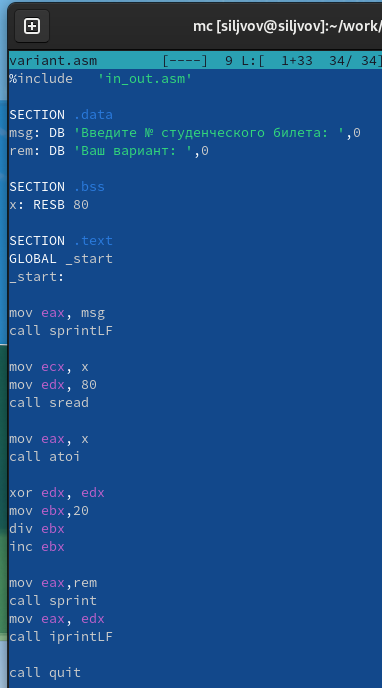 mc [siljvov@siljvov]:~/work/
variant.asm [----] 9 L:[ 1+33 34/ 34]
%include 'in_out.asm'
SECTION .data
msg: DB 'Введите № студенческого билета: ',0
rem: DB 'Ваш вариант: ',0
SECTION .bss
x: RESB 80
SECTION .text
GLOBAL _start
_start:
mov eax, msg
call sprintLF
mov ecx, x
mov edx, 80
call sread
mov eax, x
call atoi
xor edx, edx
mov ebx,20
div ebx
inc ebx
mov eax,rem
call sprint
mov eax, edx
call iprintLF
call quit